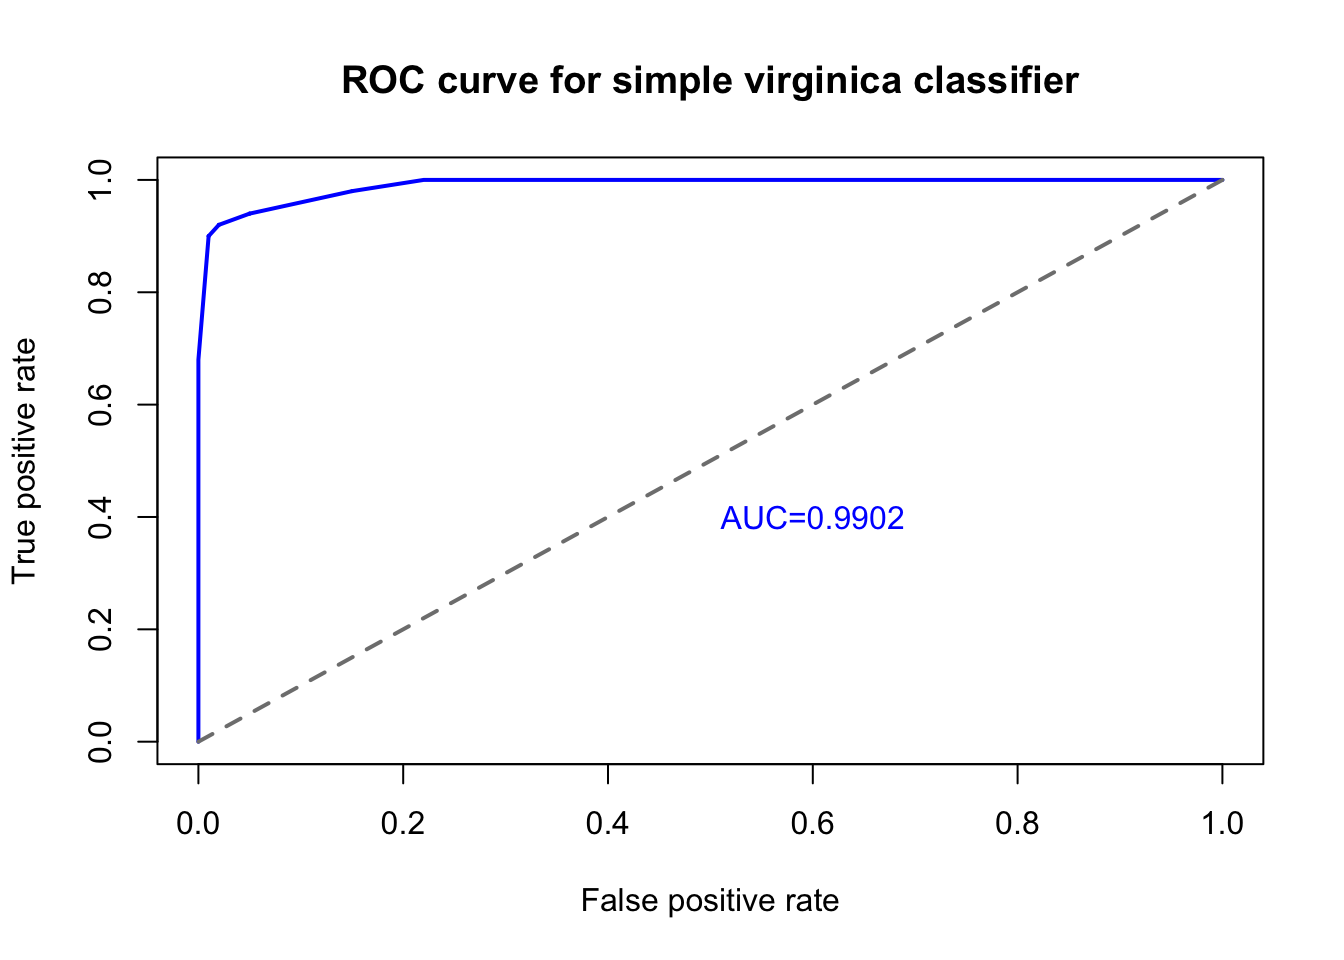 ROC curve for simple virginica classifier
1.0
0.8
0.6
0.4
0.2
0.0
True positive rate
AUC=0.9902
0.0 0.2 0.4 0.6 0.8 1.0
False positive rate